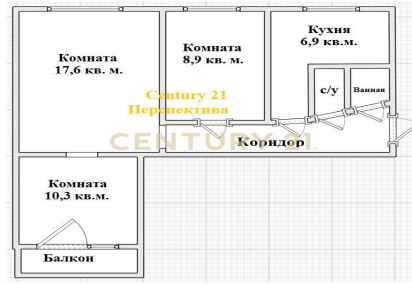 Кухня
6,9 кв.м.
Комната
17,6 кв. м.
Комната
8,9 кв. м.
с/у
Ванная
Century 21
Перспектива
CENTURY 21.
Коридор
Комната
10,3 кв.м.
Балкон